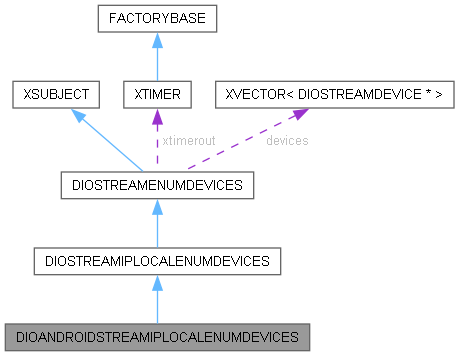 FACTORYBASE
XSUBJECT
XTIMER
XVECTOR< DIOSTREAMDEVICE * >
xtimerout
devices
DIOSTREAMENUMDEVICES
DIOSTREAMIPLOCALENUMDEVICES
DIOANDROIDSTREAMIPLOCALENUMDEVICES